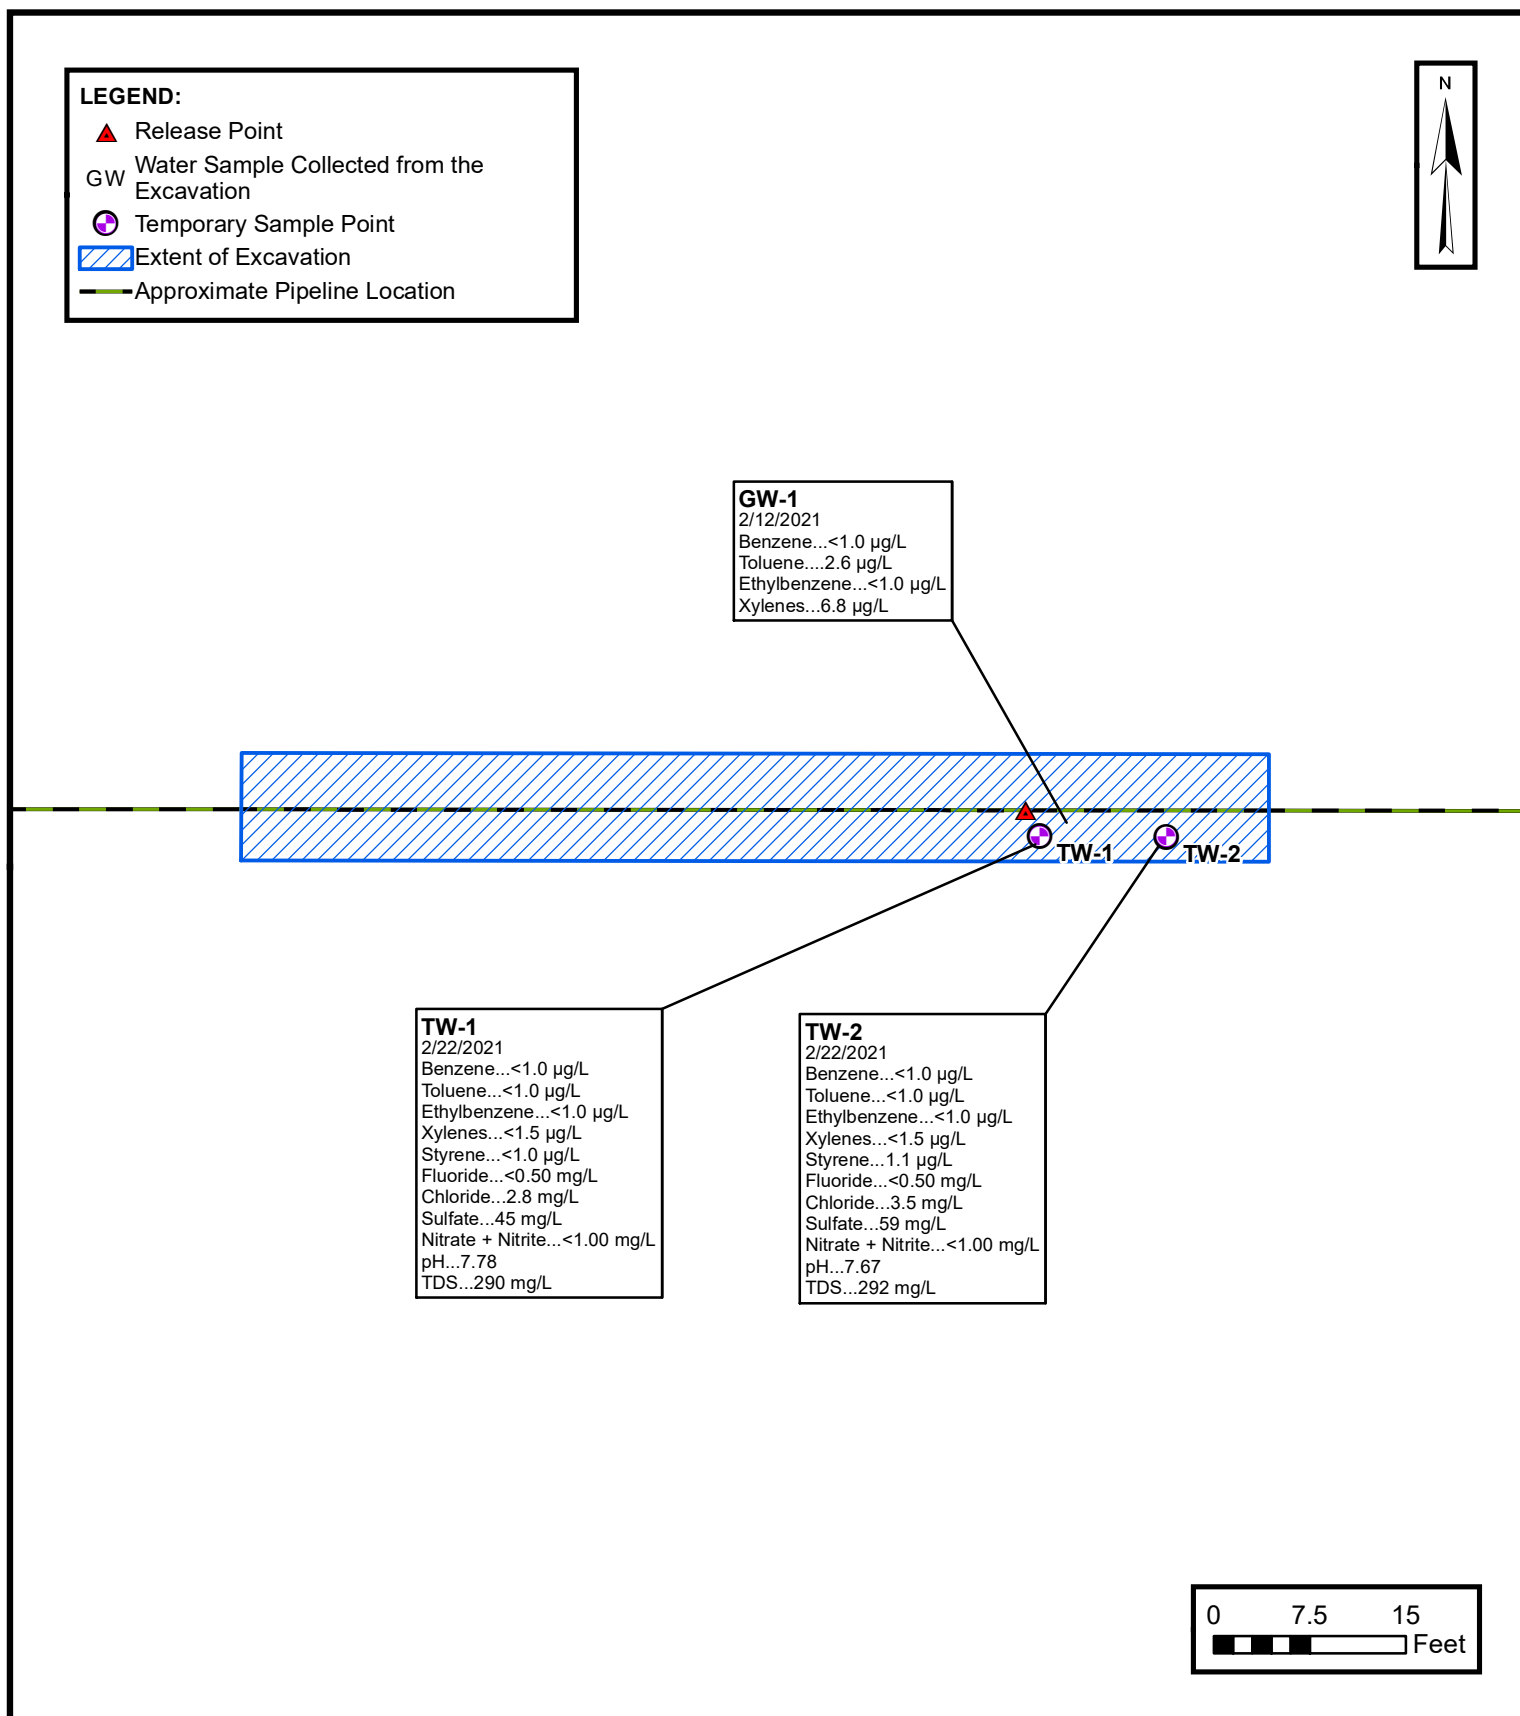 LEGEND:
Release Point
GW Water Sample Collected from the
Excavation
Temporary Sample Point
Extent of Excavation
Approximate Pipeline Location
N
GW-1
2/12/2021
Benzene...<1.0 µg/L
Toluene....2.6 µg/L
Ethylbenzene...<1.0 µg/L
Xylenes...6.8 µg/L
TW-1
TW-2
TW-1
2/22/2021
Benzene...<1.0 µg/L
Toluene...<1.0 µg/L
Ethylbenzene...<1.0 µg/L
Xylenes...<1.5 µg/L
Styrene...<1.0 µg/L
Fluoride...<0.50 mg/L
Chloride...2.8 mg/L
Sulfate...45 mg/L
Nitrate + Nitrite...<1.00 mg/L
pH...7.78
TDS...290 mg/L
TW-2
2/22/2021
Benzene...<1.0 µg/L
Toluene...<1.0 µg/L
Ethylbenzene...<1.0 µg/L
Xylenes...<1.5 µg/L
Styrene...1.1 µg/L
Fluoride...<0.50 mg/L
Chloride...3.5 mg/L
Sulfate...59 mg/L
Nitrate + Nitrite...<1.00 mg/L
pH...7.67
TDS...292 mg/L
0 7.5 15
Feet